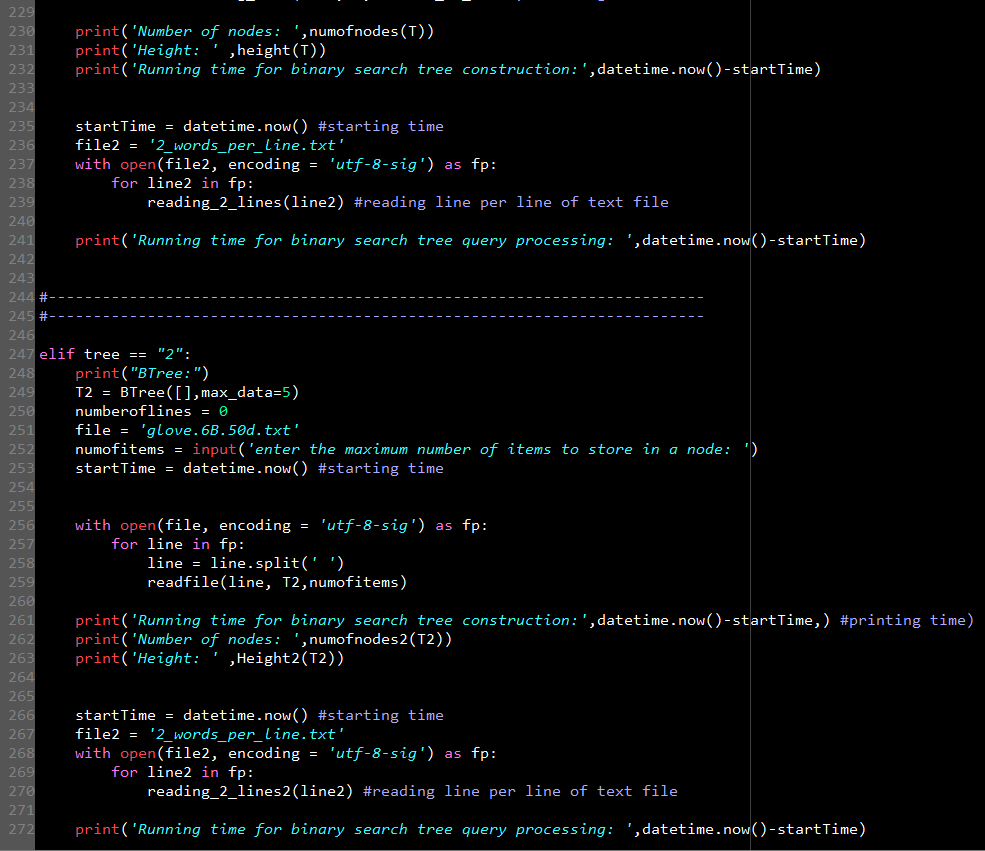 229
230 print('Number of nodes: ',numofnodes(T))
231 print('Height: ' ,height(T))
232 print('Running time for binary search tree construction:',datetime.now()-startTime)
233
234
235 startTime = datetime.now() #starting time
236 file2 = '2_words_per_line.txt'
237 with open(file2, encoding = 'utf-8-sig') as fp:
238 for line2 in fp:
239 reading_2_lines(line2) #reading line per line of text file
240
241 print('Running time for binary search tree query processing: ',datetime.now()-startTime)
242
243
244 #-------------------------------------------------------------------------
245 #-------------------------------------------------------------------------
246
247 elif tree == "2":
248 print("BTree:")
249 T2 = BTree([],max_data=5)
250 numberoflines = 0
251 file = 'glove.6B.50d.txt'
252 numofitems = input('enter the maximum number of items to store in a node: ')
253 startTime = datetime.now() #starting time
254
255
256 with open(file, encoding = 'utf-8-sig') as fp:
257 for line in fp:
258 line = line.split(' ')
259 readfile(line, T2,numofitems)
260
261 print('Running time for binary search tree construction:',datetime.now()-startTime,) #printing time)
262 print('Number of nodes: ',numofnodes2(T2))
263 print('Height: ' ,Height2(T2))
264
265
266 startTime = datetime.now() #starting time
267 file2 = '2_words_per_line.txt'
268 with open(file2, encoding = 'utf-8-sig') as fp:
269 for line2 in fp:
270 reading_2_lines2(line2) #reading line per line of text file
271
272 print('Running time for binary search tree query processing: ',datetime.now()-startTime)